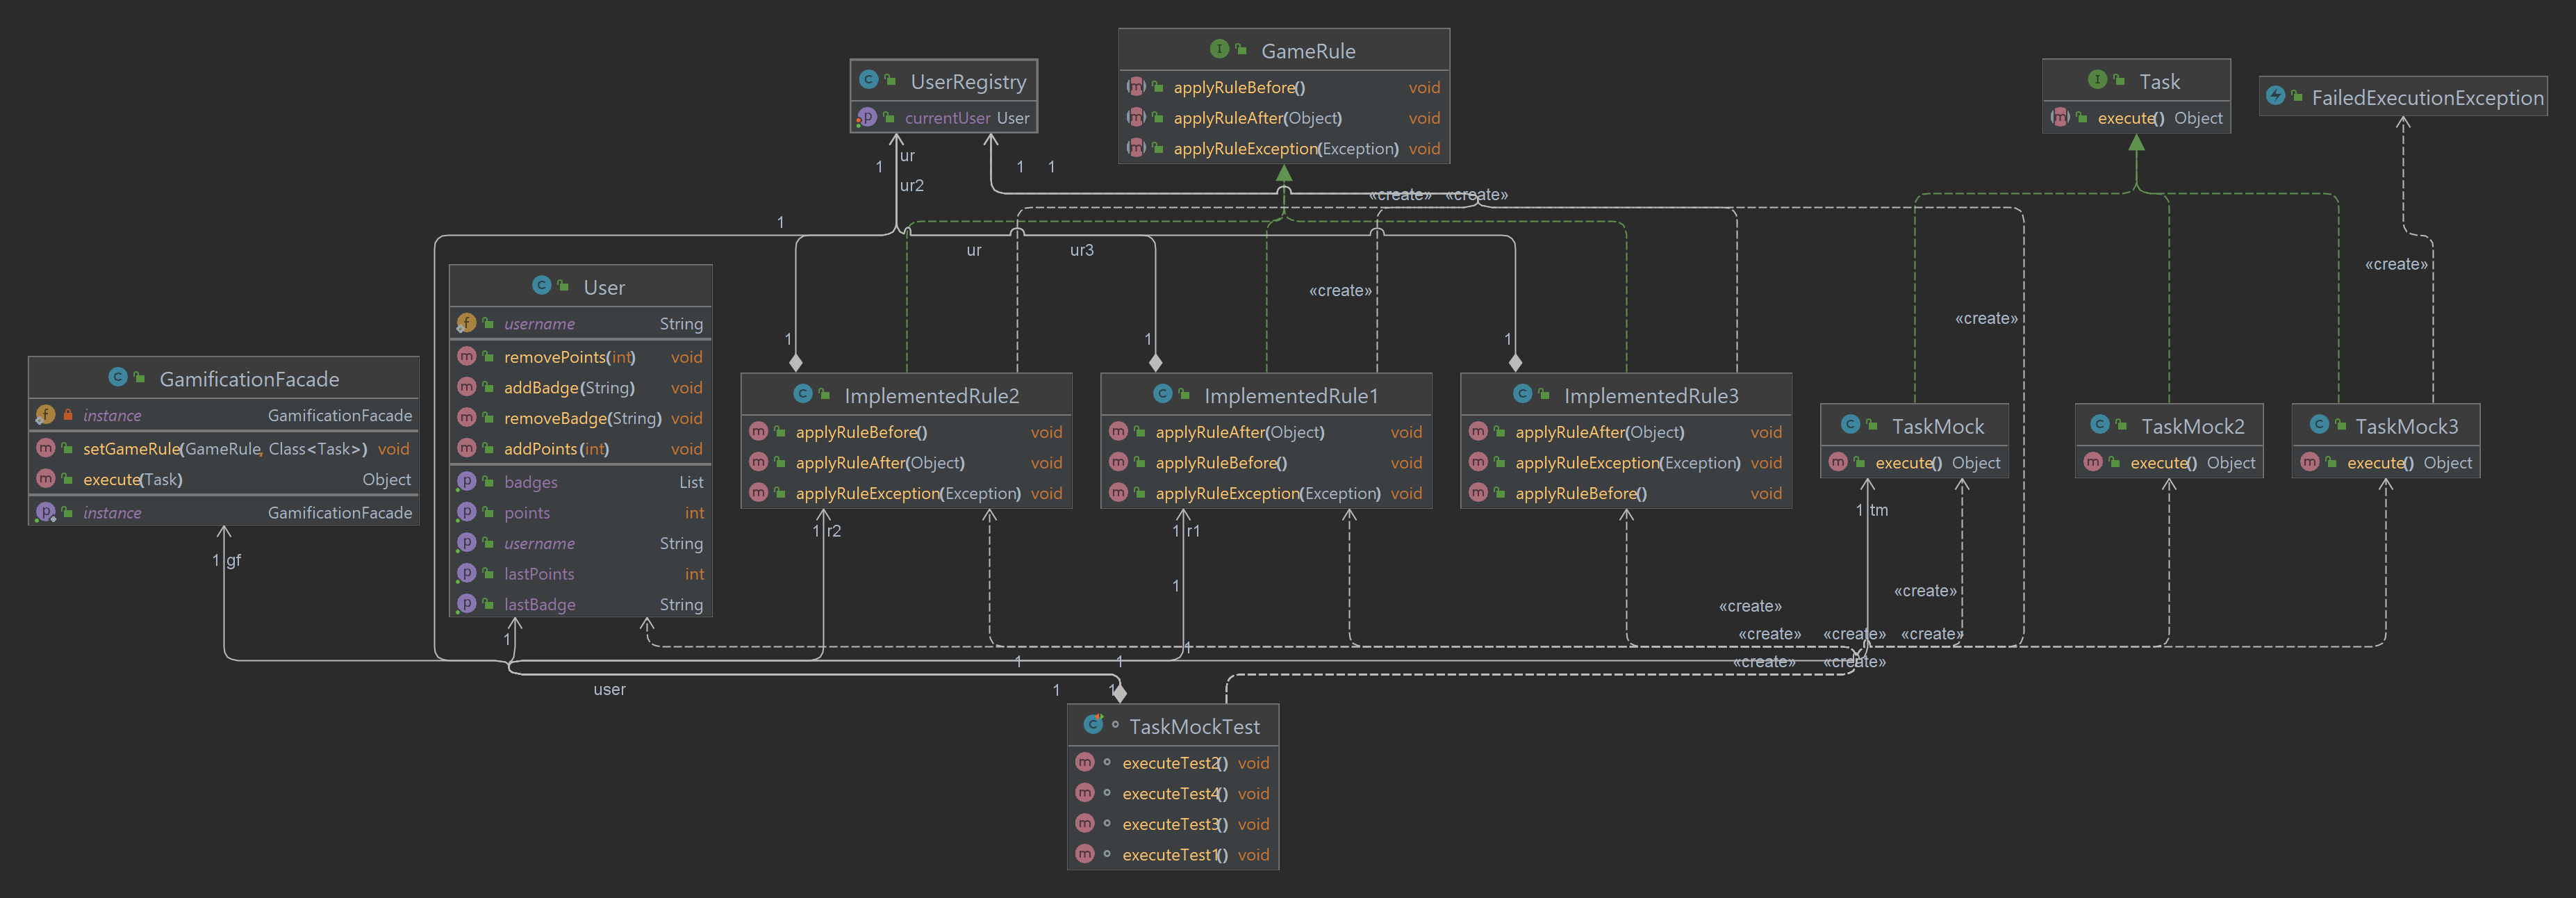 GameRule
applyRuleBefore() void
applyRuleAfter(Object) void
applyRuleException(Exception) void
UserRegistry
currentUser User
Task
execute() Object
FailedExecutionException
1
ur
ur2
1
1
«create»
«create»
1
ur
ur3
«create»
«create»
«create»
User
username String
removePoints(int) void
addBadge(String) void
removeBadge(String) void
addPoints(int) void
badges List
points int
username String
lastPoints int
lastBadge String
1
1
1
GamificationFacade
instance GamificationFacade
setGameRule(GameRule, Class<Task>) void
execute(Task) Object
instance GamificationFacade
ImplementedRule2
applyRuleBefore() void
applyRuleAfter(Object) void
applyRuleException(Exception) void
ImplementedRule1
applyRuleAfter(Object) void
applyRuleBefore() void
applyRuleException(Exception) void
ImplementedRule3
applyRuleAfter(Object) void
applyRuleException(Exception) void
applyRuleBefore() void
TaskMock
execute() Object
TaskMock2
execute() Object
TaskMock3
execute() Object
1 gf
1 r2
1 r1
1 tm
1
«create»
«create»
1
1
«create»
«create»
«create»
1
1
«create»
«create»
user
1
1
TaskMockTest
executeTest2() void
executeTest4() void
executeTest3() void
executeTest1() void